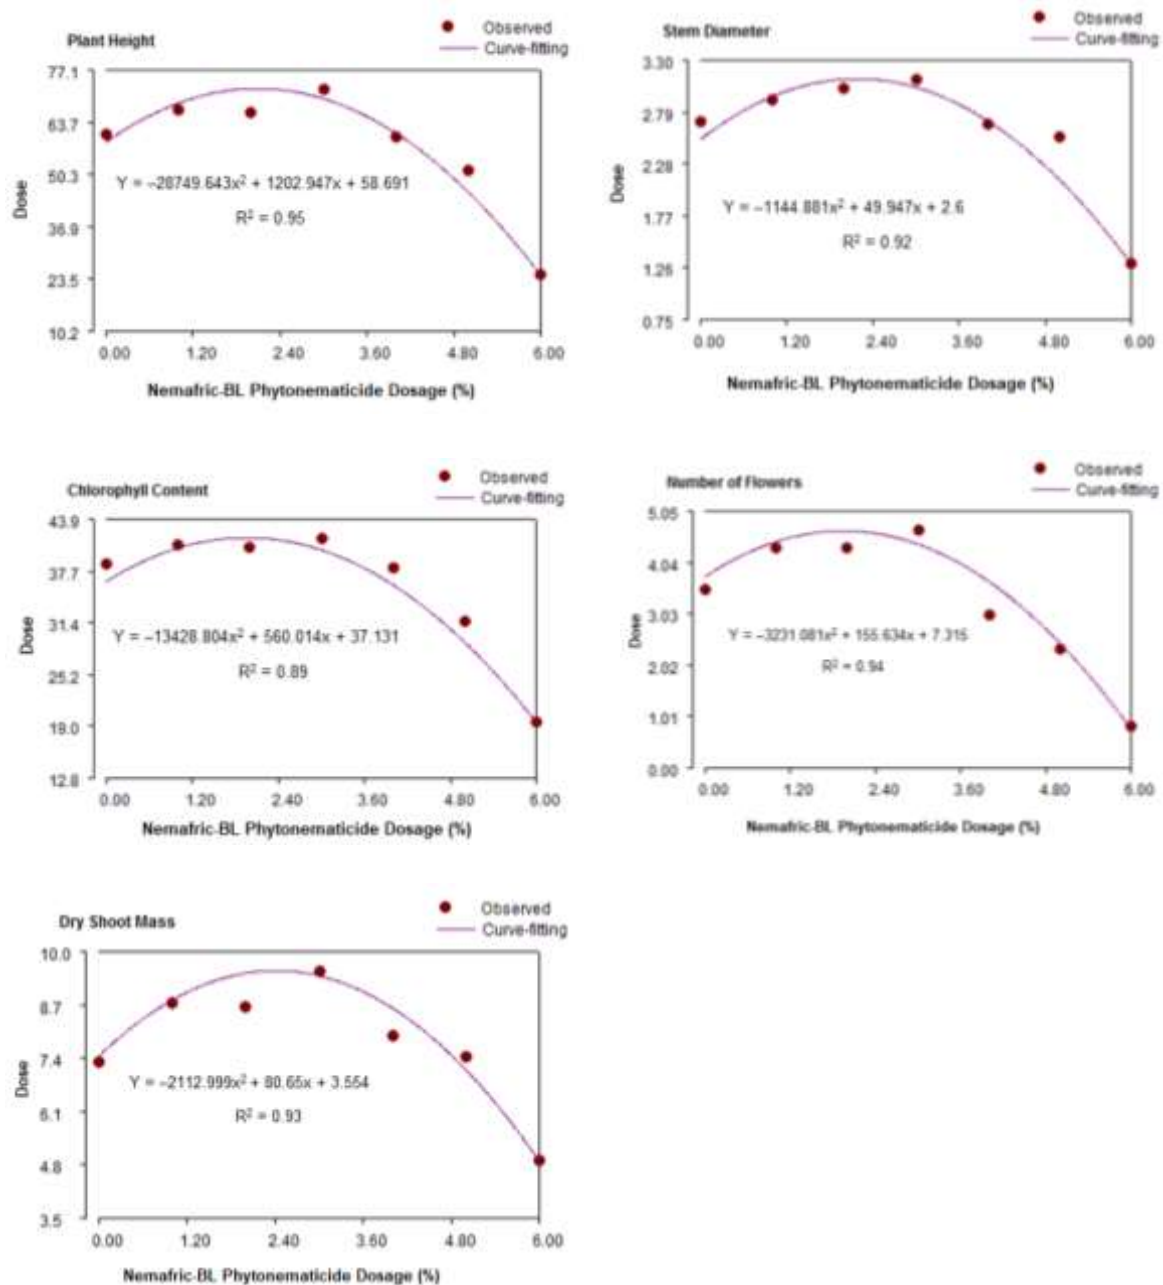 Plant Height
Observed
Curve-fitting
77.1
63.7
50.3
36.9
23.5
10.2
Dose
Y = –28749.643x² + 1202.947x + 58.691
R² = 0.95
0.00 1.20 2.40 3.60 4.80 6.00
Nemafric-BL Phytonematicide Dosage (%)
Stem Diameter
Observed
Curve-fitting
3.30
2.79
2.28
1.77
1.26
0.75
Dose
Y = –1144.881x² + 49.947x + 2.6
R² = 0.92
0.00 1.20 2.40 3.60 4.80 6.00
Nemafric-BL Phytonematicide Dosage (%)
Chlorophyll Content
Observed
Curve-fitting
43.9
37.7
31.4
25.2
19.0
12.8
Dose
Y = –13428.804x² + 560.014x + 37.131
R² = 0.89
0.00 1.20 2.40 3.60 4.80 6.00
Nemafric-BL Phytonematicide Dosage (%)
Number of Flowers
Observed
Curve-fitting
5.05
4.04
3.03
2.02
1.01
0.00
Dose
Y = –3231.081x² + 155.634x + 7.315
R² = 0.94
0.00 1.20 2.40 3.60 4.80 6.00
Nemafric-BL Phytonematicide Dosage (%)
Dry Shoot Mass
Observed
Curve-fitting
10.0
8.7
7.4
6.1
4.8
3.5
Dose
Y = –2112.999x² + 80.65x + 3.554
R² = 0.93
0.00 1.20 2.40 3.60 4.80 6.00
Nemafric-BL Phytonematicide Dosage (%)